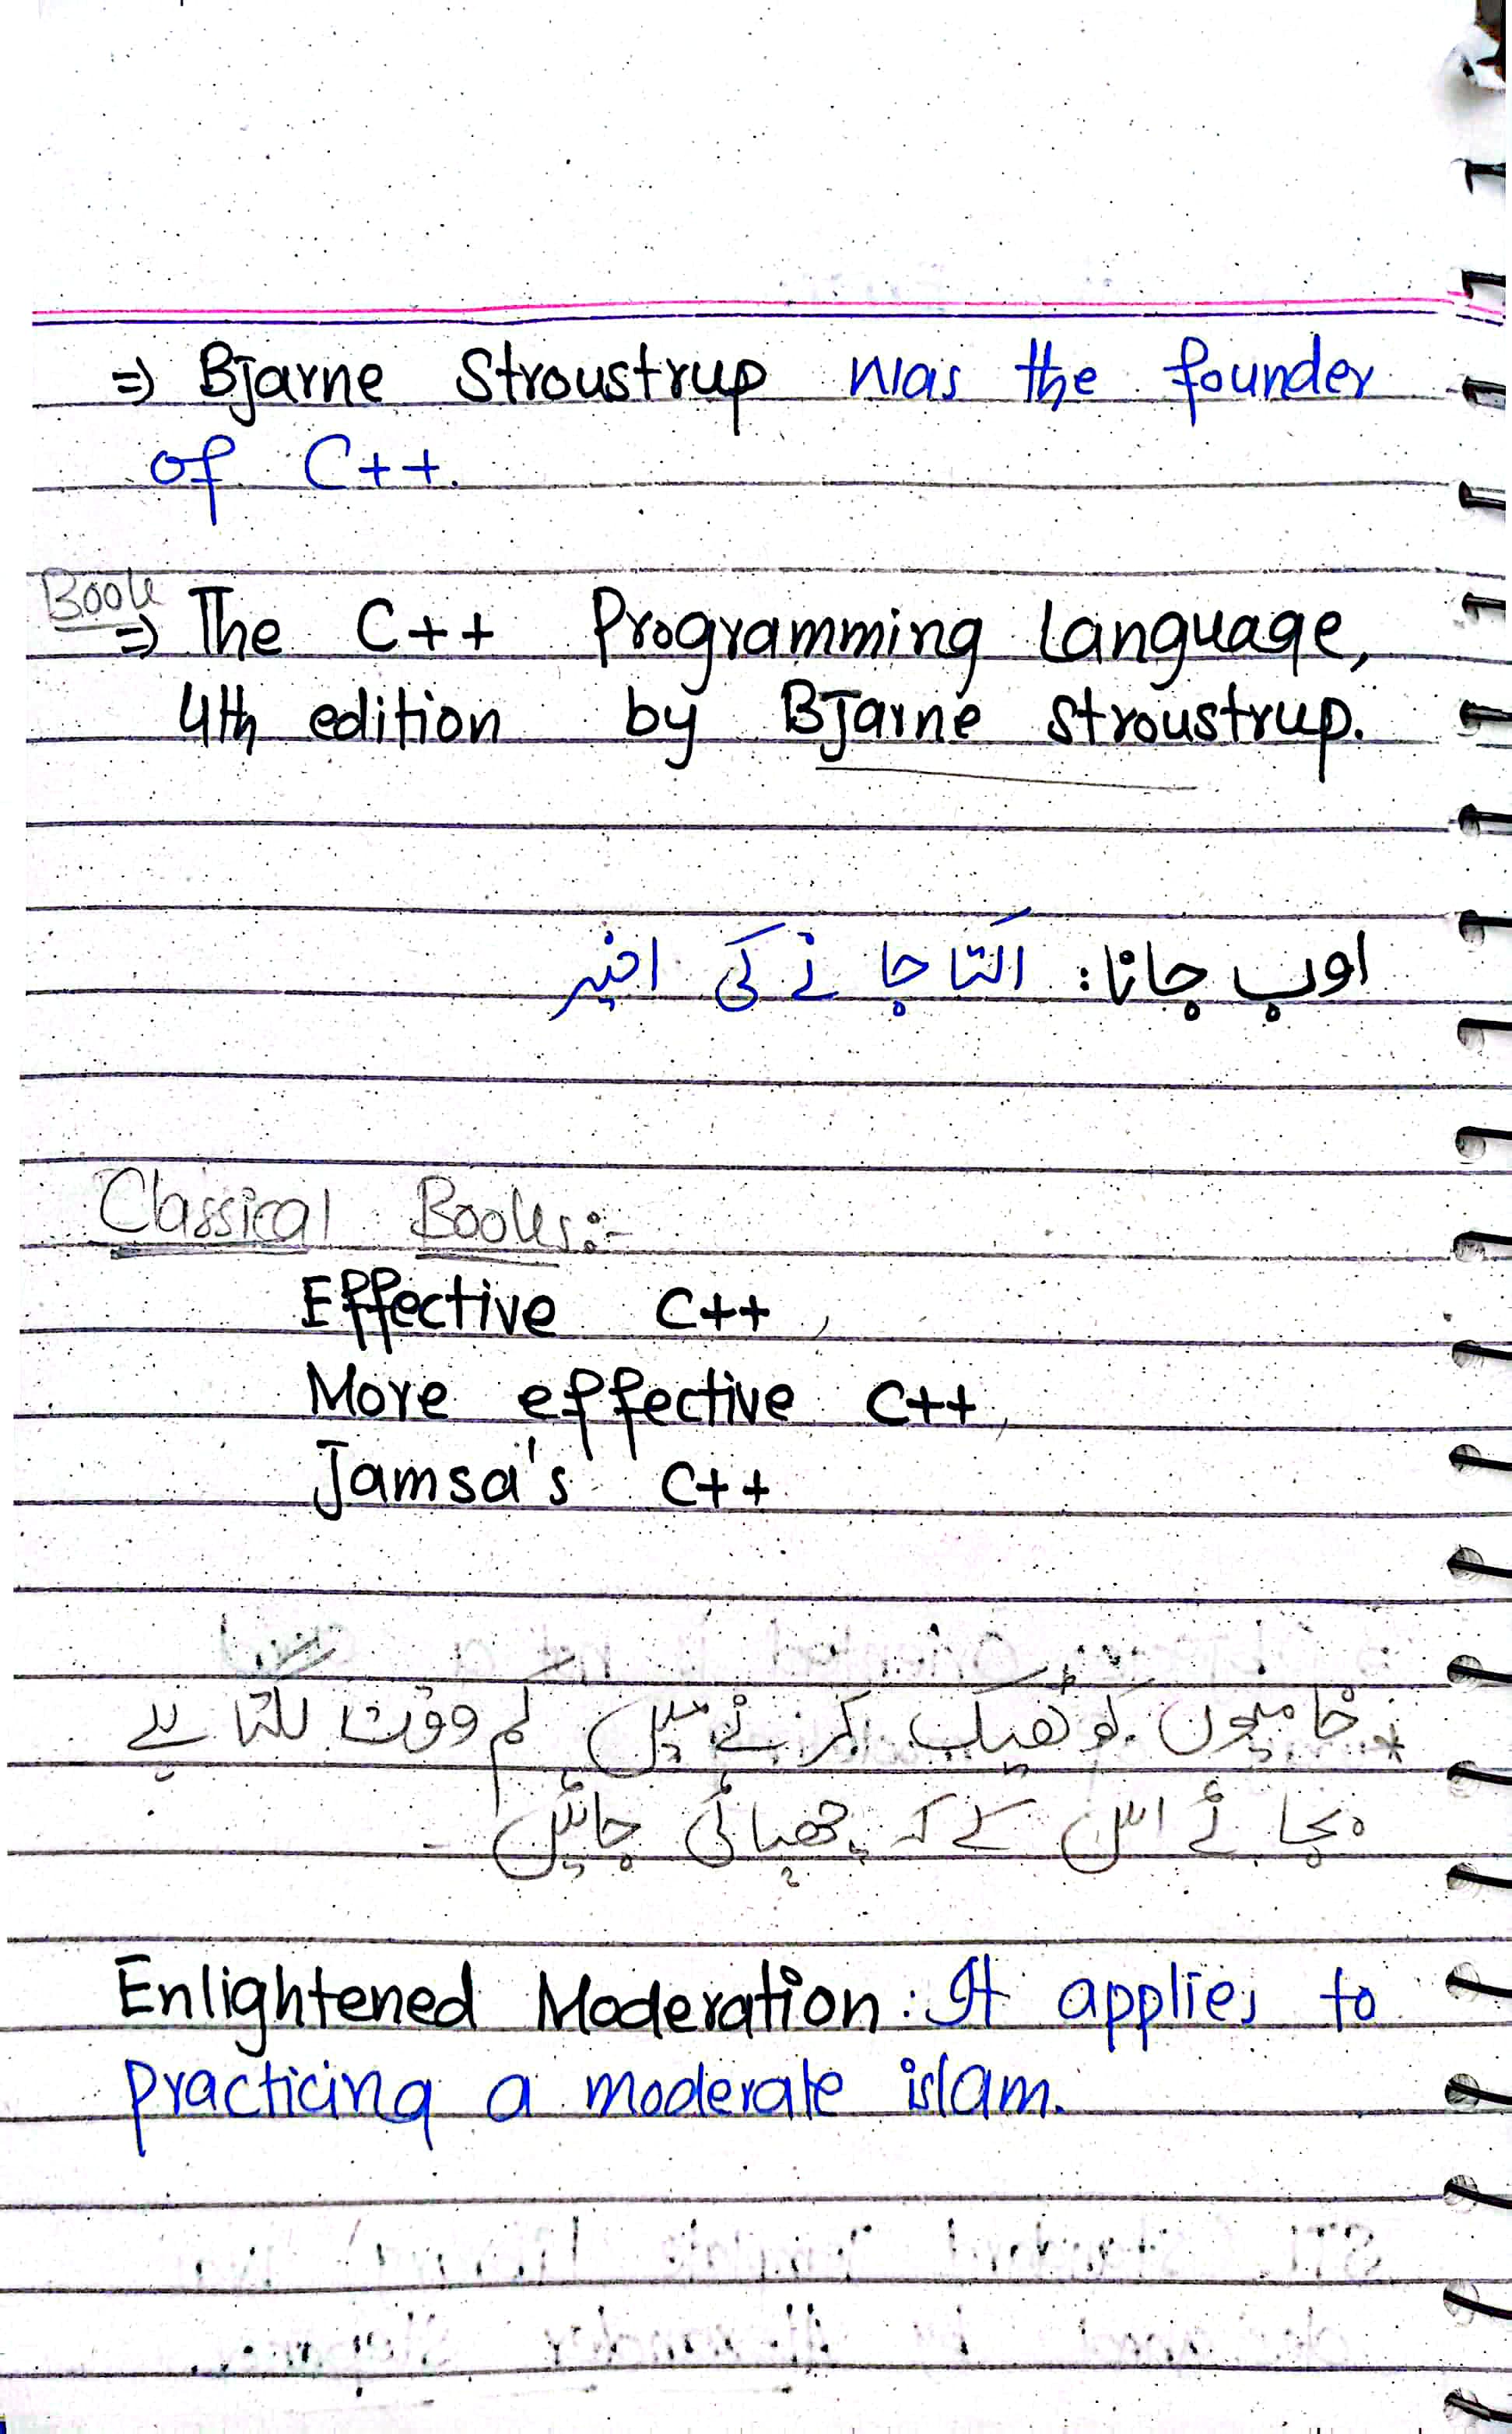 => Bjarne Stroustrup was the founder
of C++.
Book
=> The C++ Programming Language,
4th edition by Bjarne Stroustrup.
اوب جانا: اکتا جانے کی اخیر
Classical Books:-
Effective C++,
More effective C++,
Jamsa's C++
* خامیوں کو ٹھیک کرنے میں کم وقت لگتا ہے
بجائے اس کے کہ چھپائی جائیں۔
Enlightened Moderation: It applies to
practicing a moderate islam.